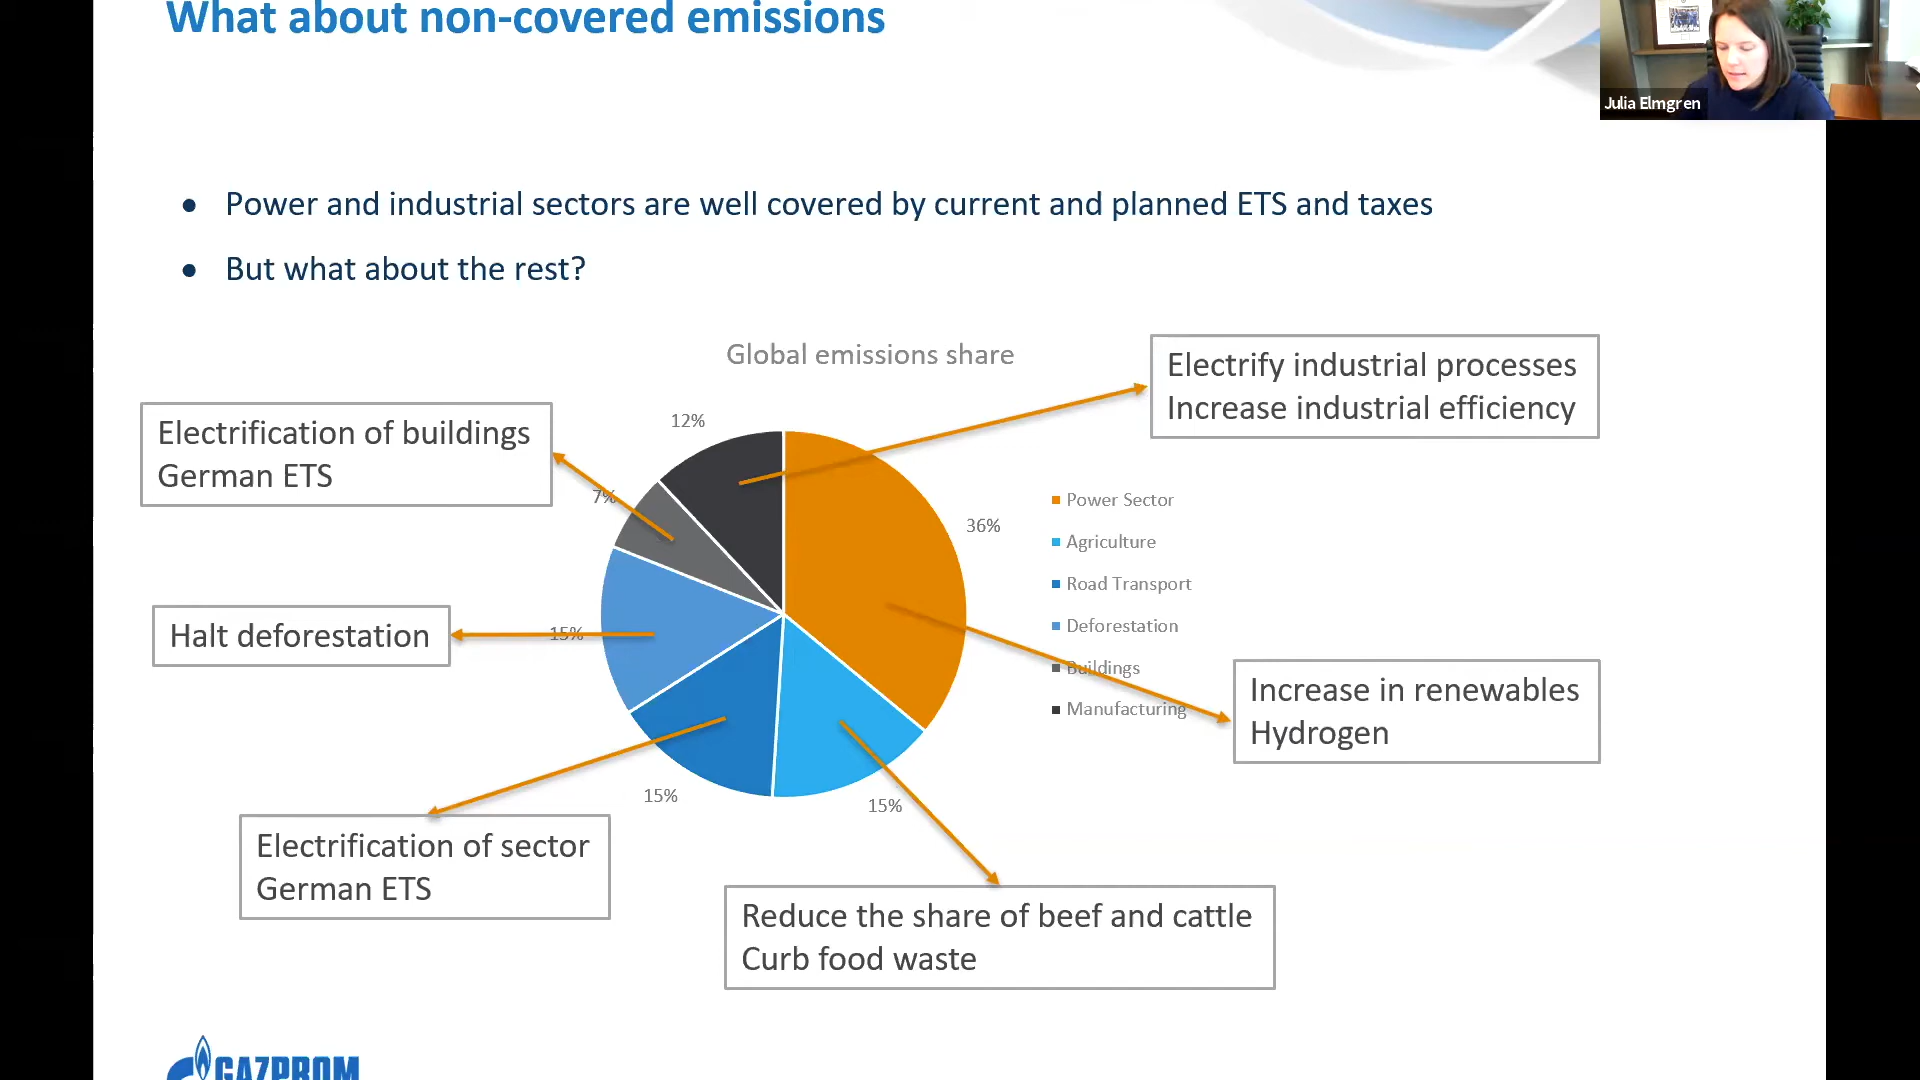 What about non-covered emissions
Julia Elmgren
● Power and industrial sectors are well covered by current and planned ETS and taxes
● But what about the rest?
Global emissions share
Electrify industrial processes
Increase industrial efficiency
12%
Electrification of buildings
German ETS
7%
36%
Power Sector
Agriculture
Road Transport
Deforestation
Buildings
Manufacturing
Halt deforestation
15%
Increase in renewables
Hydrogen
15%
15%
Electrification of sector
German ETS
Reduce the share of beef and cattle
Curb food waste
GAZPROM